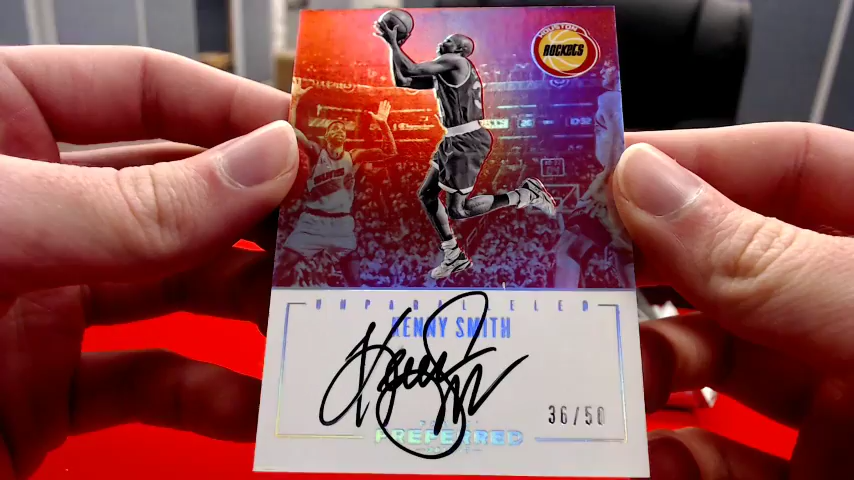 HOUSTON
ROCKETS
UNPARALLELED
KENNY SMITH
36/50
PREFERRED